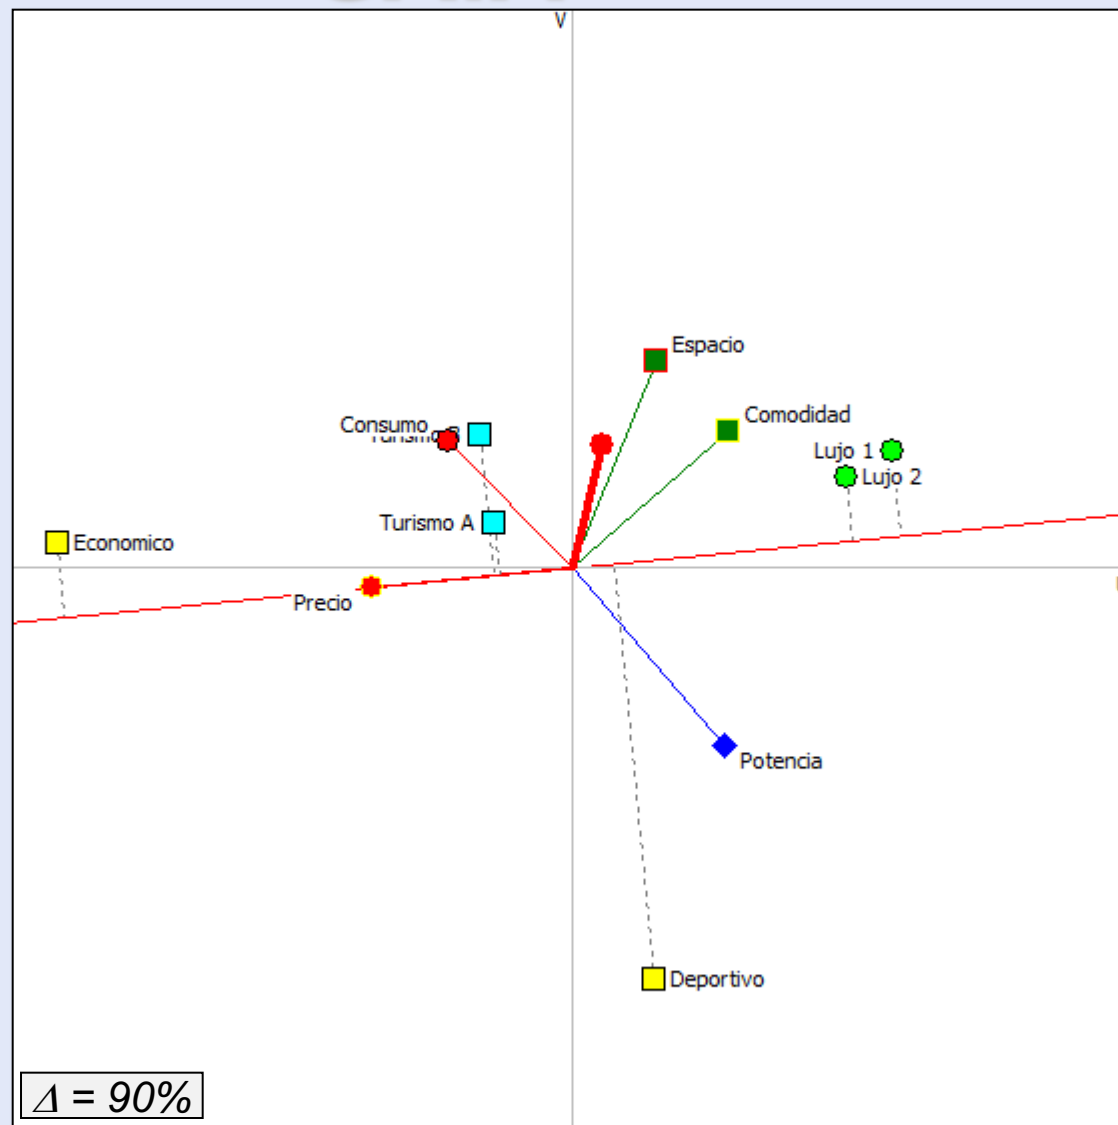 V
Espacio
Comodidad
Consumo
Lujo 1
Lujo 2
Turismo A
Economico
Precio
Potencia
Deportivo
Δ = 90%